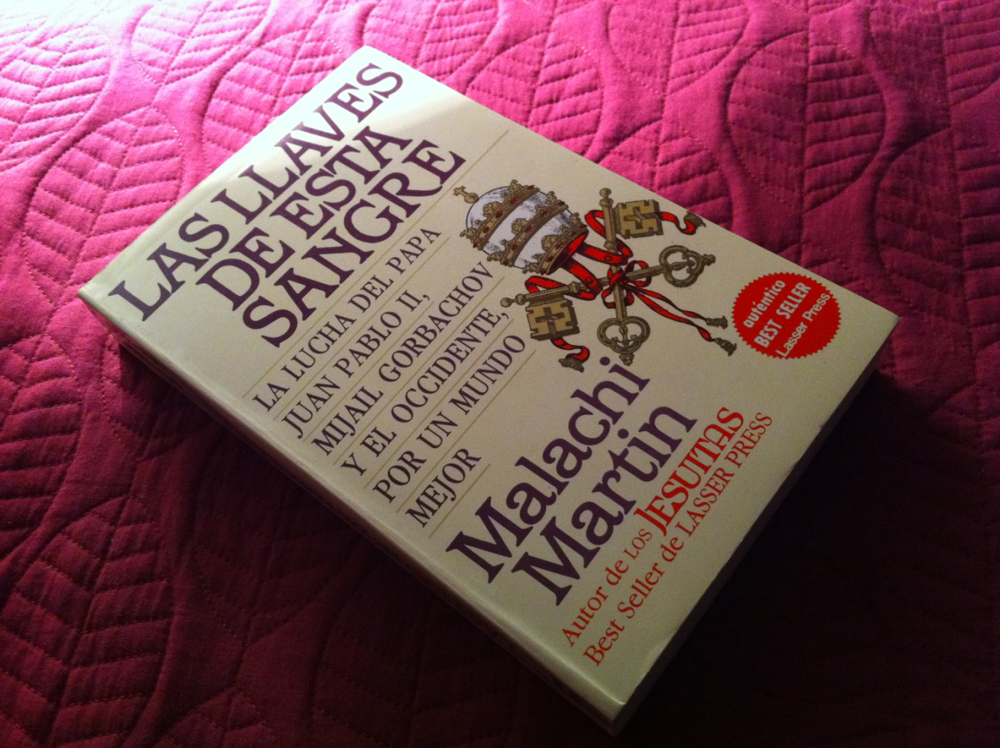 LAS LLAVES
DE ESTA
SANGRE
LA LUCHA DEL PAPA
JUAN PABLO II,
MIJAIL GORBACHOV
Y EL OCCIDENTE,
POR UN MUNDO
MEJOR
auténtico
BEST SELLER
Lasser Press
Malachi
Martin
Autor de LOS JESUITAS
Best Seller de LASSER PRESS